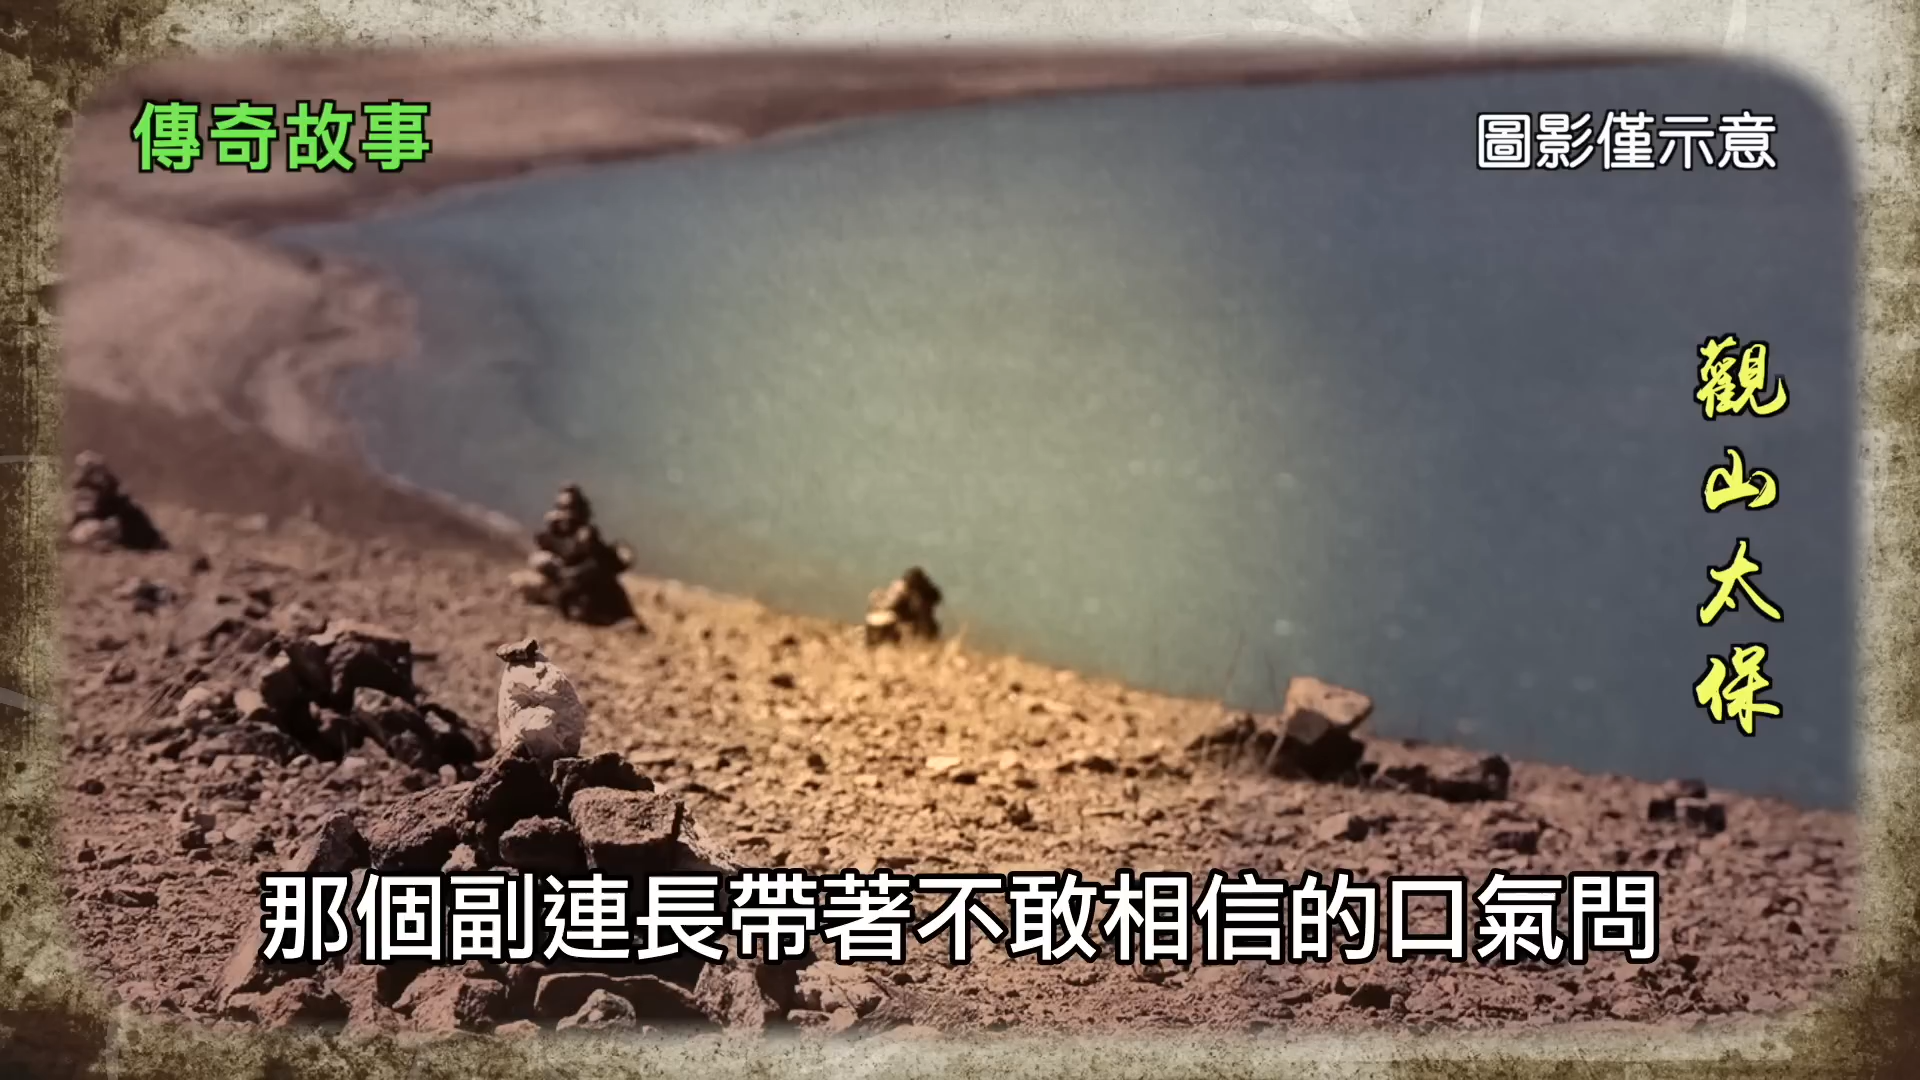 傳奇故事
圖影僅示意
觀山太保
那個副連長帶著不敢相信的口氣問